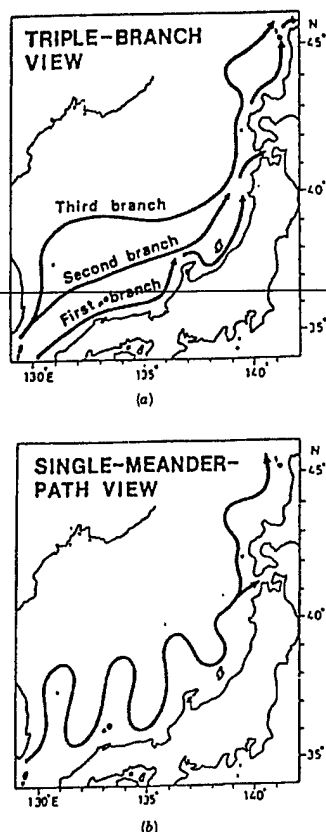 TRIPLE-BRANCH
VIEW
N
45°
Third branch
40°
Second branch
First branch
35°
130°E
135°
140°
(a)
SINGLE-MEANDER-
PATH VIEW
N
45°
40°
35°
130°E
135°
140°
(b)